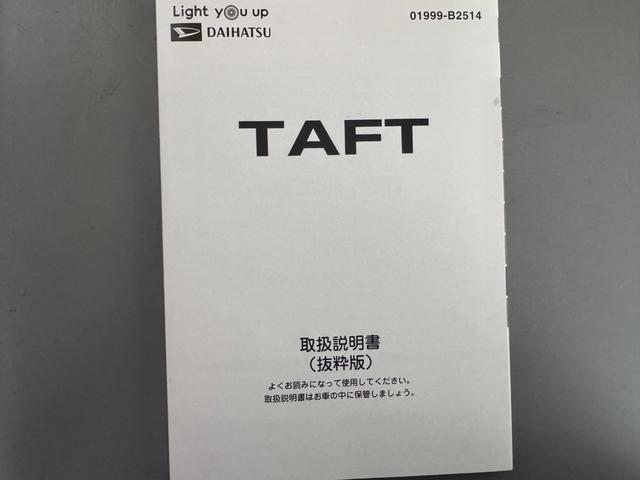 Light you up
01999-B2514
DAIHATSU
TAFT
取扱説明書
（抜粋版）
よくお読みになって使用してください。
取扱説明書はお車の中に保管しましょう。